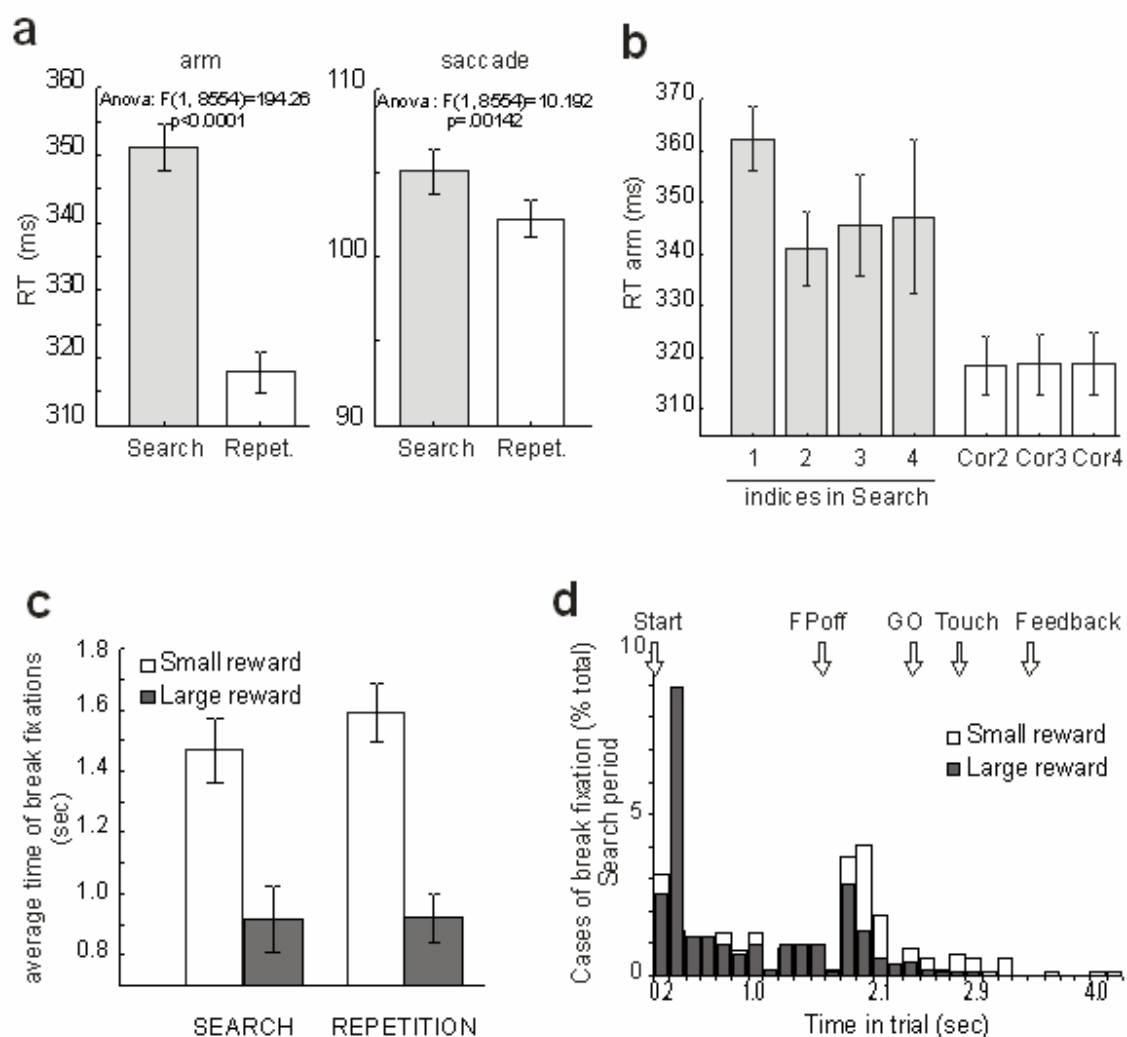 a
arm
Anova: F(1, 8554)=194.26
p<0.0001
RT (ms)
360
350
340
330
320
310
Search Repet.
saccade
Anova: F(1,8554)=10.192
p=.00142
110
100
90
Search Repet.
b
RT arm (ms)
370
360
350
340
330
320
310
1 2 3 4 Cor2 Cor3 Cor4
indices in Search
c
average time of break fixations
(sec)
1.8
1.6
1.4
1.2
1.0
0.8
Small reward
Large reward
SEARCH REPETITION
d
Start FPoff GO Touch Feedback
Cases of break fixation (% total)
Search period
10
5
0
Small reward
Large reward
0.2 1.0 2.1 2.9 4.0
Time in trial (sec)